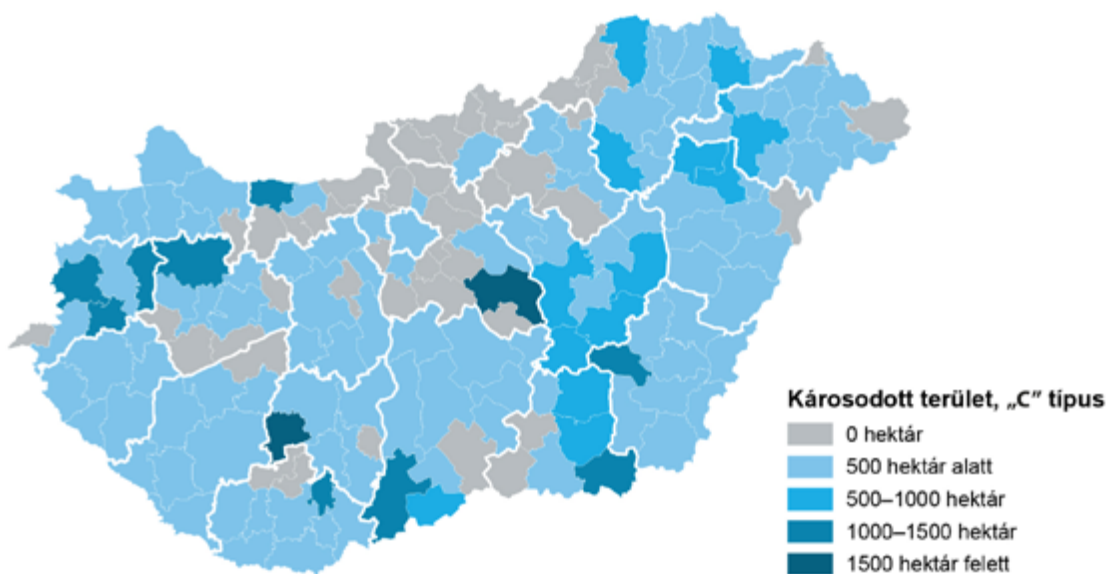 Károsodott terület, „C” típus
0 hektár
500 hektár alatt
500–1000 hektár
1000–1500 hektár
1500 hektár felett